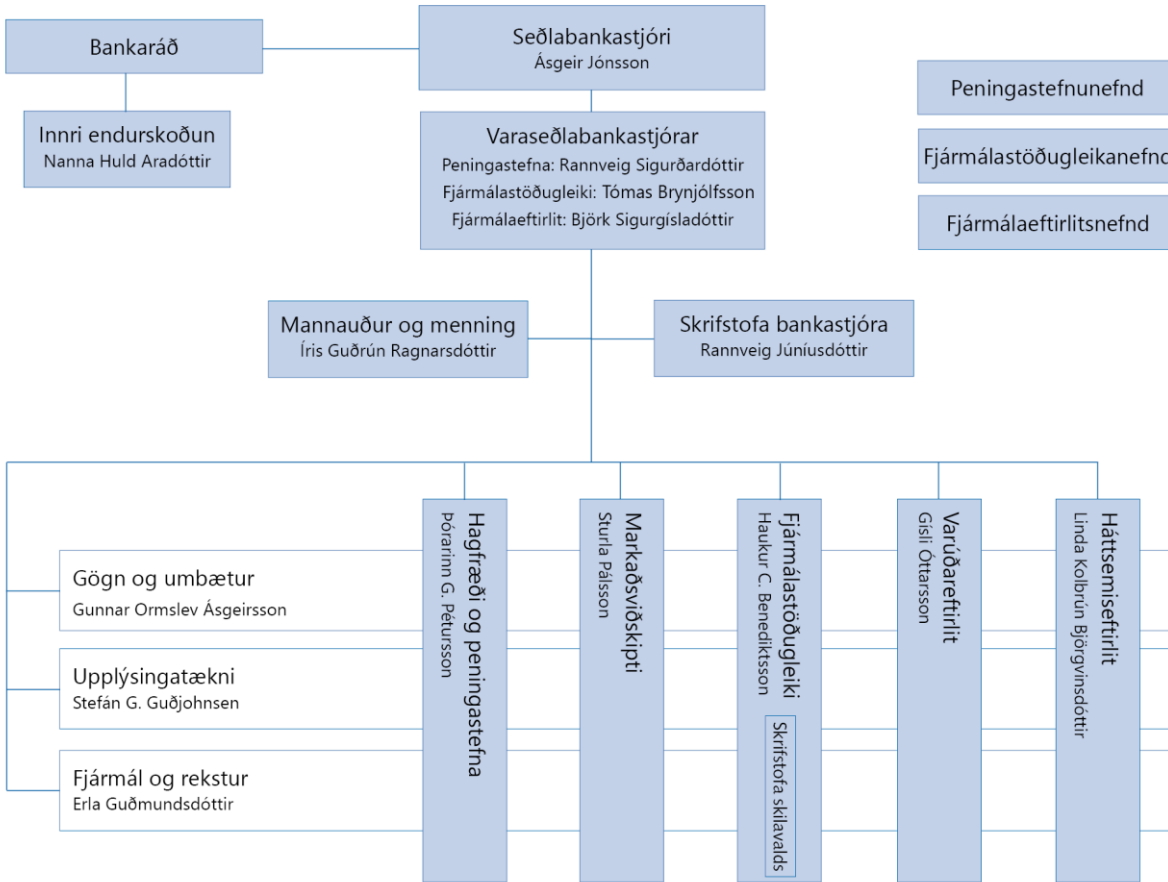 Bankaráð
Seðlabankastjóri
Ásgeir Jónsson
Peningastefnunefnd
Innri endurskoðun
Nanna Huld Aradóttir
Varaseðlabankastjórar
Peningastefna: Rannveig Sigurðardóttir
Fjármálastöðugleiki: Tómas Brynjólfsson
Fjármálaeftirlit: Björk Sigurgísladóttir
Fjármálastöðugleikanefnd
Fjármálaeftirlitsnefnd
Mannauður og menning
Íris Guðrún Ragnarsdóttir
Skrifstofa bankastjóra
Rannveig Júníusdóttir
Gögn og umbætur
Gunnar Ormslev Ásgeirsson
Upplýsingatækni
Stefán G. Guðjohnsen
Fjármál og rekstur
Erla Guðmundsdóttir
Hagfræði og peningastefna
Þórarinn G. Pétursson
Markaðsviðskipti
Sturla Pálsson
Fjármálastöðugleiki
Haukur C. Benediktsson
Skrifstofa skilavalds
Varúðareftirlit
Gísli Óttarsson
Háttsemiseftirlit
Linda Kolbrún Björgvinsdóttir